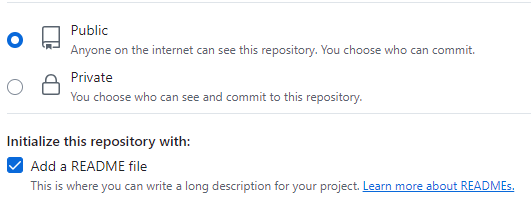 Public
Anyone on the internet can see this repository. You choose who can commit.
Private
You choose who can see and commit to this repository.
Initialize this repository with:
Add a README file
This is where you can write a long description for your project. Learn more about READMEs.